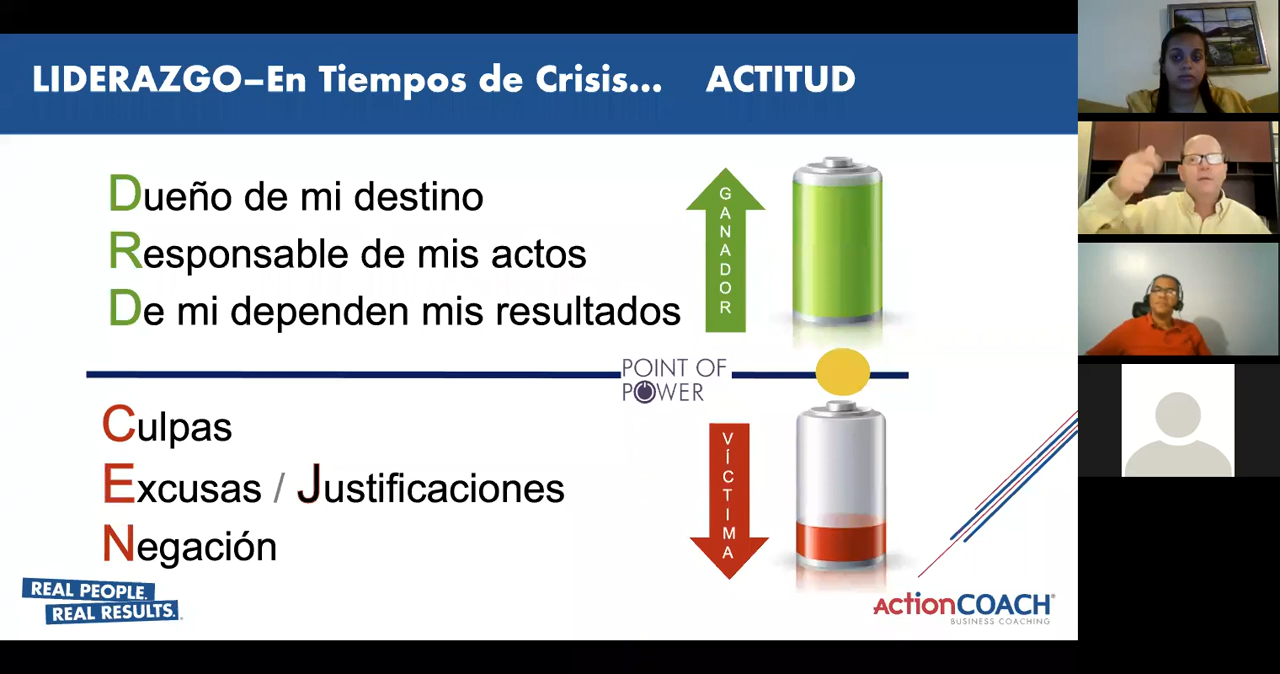 LIDERAZGO–En Tiempos de Crisis... ACTITUD
Dueño de mi destino
Responsable de mis actos
De mi dependen mis resultados
GANADOR
POINT OF
POWER
Culpas
Excusas / Justificaciones
Negación
VÍCTIMA
REAL PEOPLE.
REAL RESULTS.
ActionCOACH®
BUSINESS COACHING